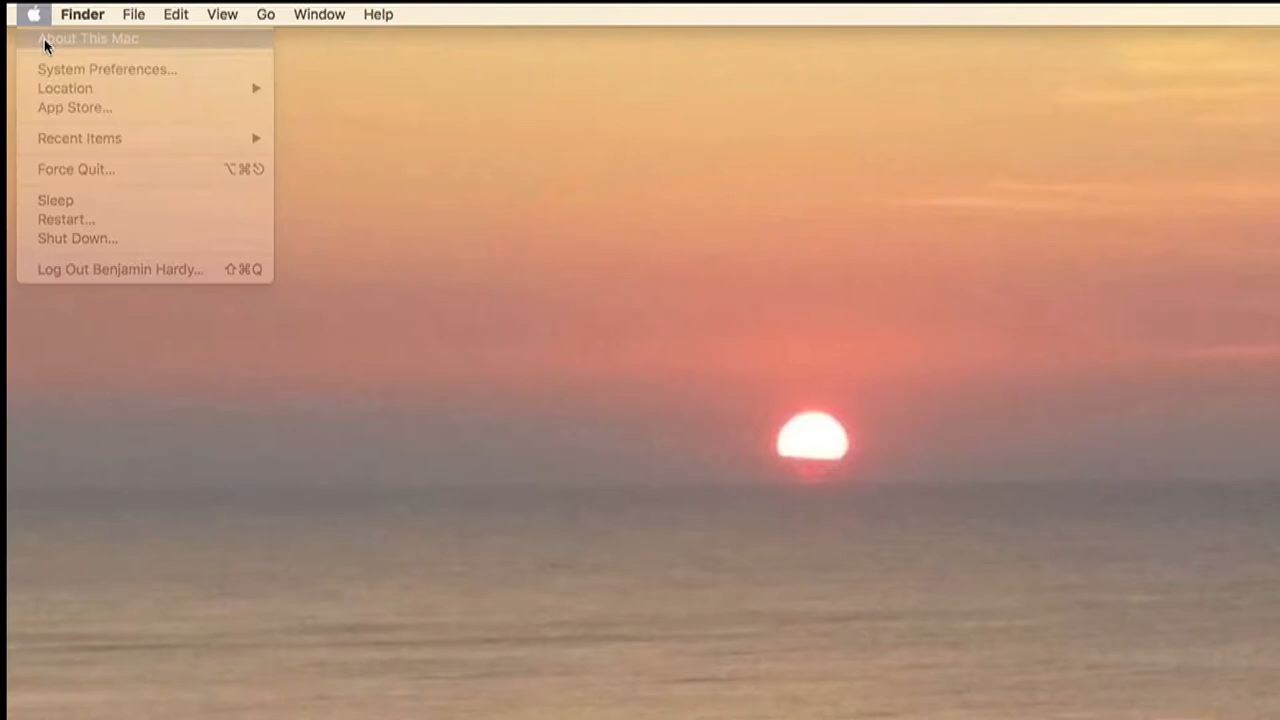 Finder File Edit View Go Window Help
About This Mac
System Preferences...
Location
App Store...
Recent Items
Force Quit... ⌥⌘⎋
Sleep
Restart...
Shut Down...
Log Out Benjamin Hardy... ⇧⌘Q